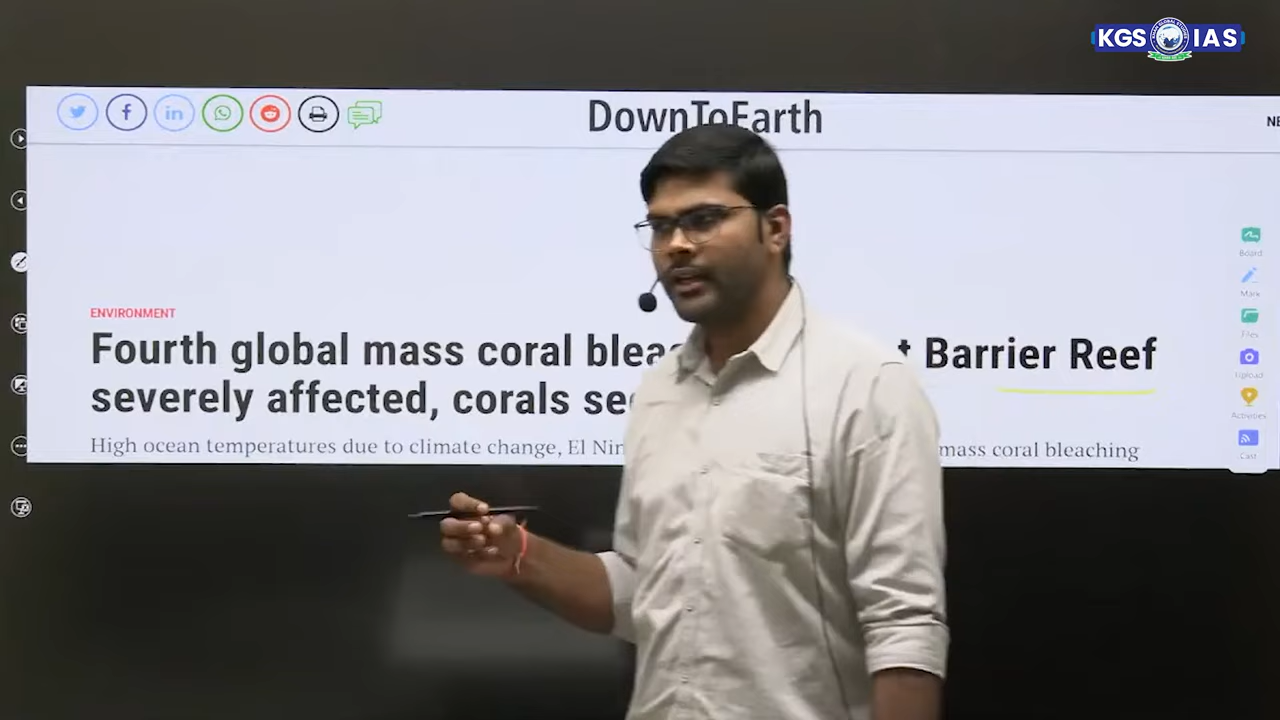 KGS IAS
DownToEarth
NE
ENVIRONMENT
Fourth global mass coral blea t Barrier Reef
severely affected, corals se
High ocean temperatures due to climate change, El Nin mass coral bleaching
Board
Mark
Files
Upload
Activities
Cast